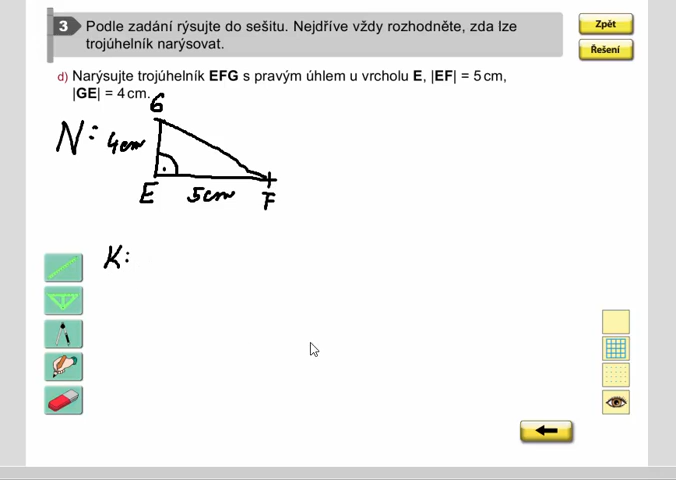 3 Podle zadání rýsujte do sešitu. Nejdříve vždy rozhodněte, zda lze
trojúhelník narýsovat.
Zpět
Řešení
d) Narýsujte trojúhelník EFG s pravým úhlem u vrcholu E, |EF| = 5 cm,
|GE| = 4 cm.
G
N: 4cm
E 5cm F
K: